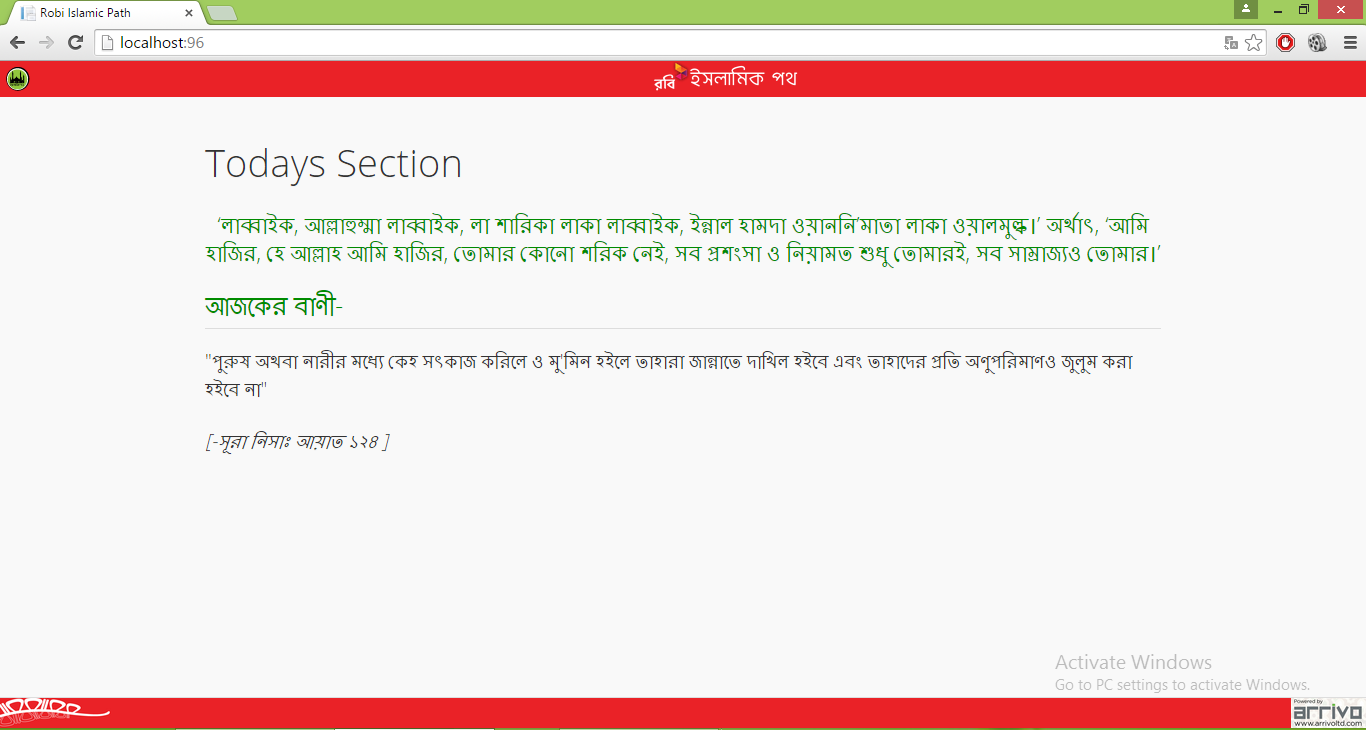 Robi Islamic Path
localhost:96
রবি ইসলামিক পথ
Todays Section
‘লাব্বাইক, আল্লাহুম্মা লাব্বাইক, লা শারিকা লাকা লাব্বাইক, ইন্নাল হামদা ওয়াননি’মাতা লাকা ওয়ালমুল্ক।’ অর্থাৎ, ‘আমি
হাজির, হে আল্লাহ আমি হাজির, তোমার কোনো শরিক নেই, সব প্রশংসা ও নিয়ামত শুধু তোমারই, সব সাম্রাজ্যও তোমার।’
আজকের বাণী-
"পুরুষ অথবা নারীর মধ্যে কেহ সৎকাজ করিলে ও মু'মিন হইলে তাহারা জান্নাতে দাখিল হইবে এবং তাহাদের প্রতি অণুপরিমাণও জুলুম করা
হইবে না"
[-সূরা নিসাঃ আয়াত ১২৪ ]
Activate Windows
Go to PC settings to activate Windows.
Powered by
arrivo
www.arrivoltd.com